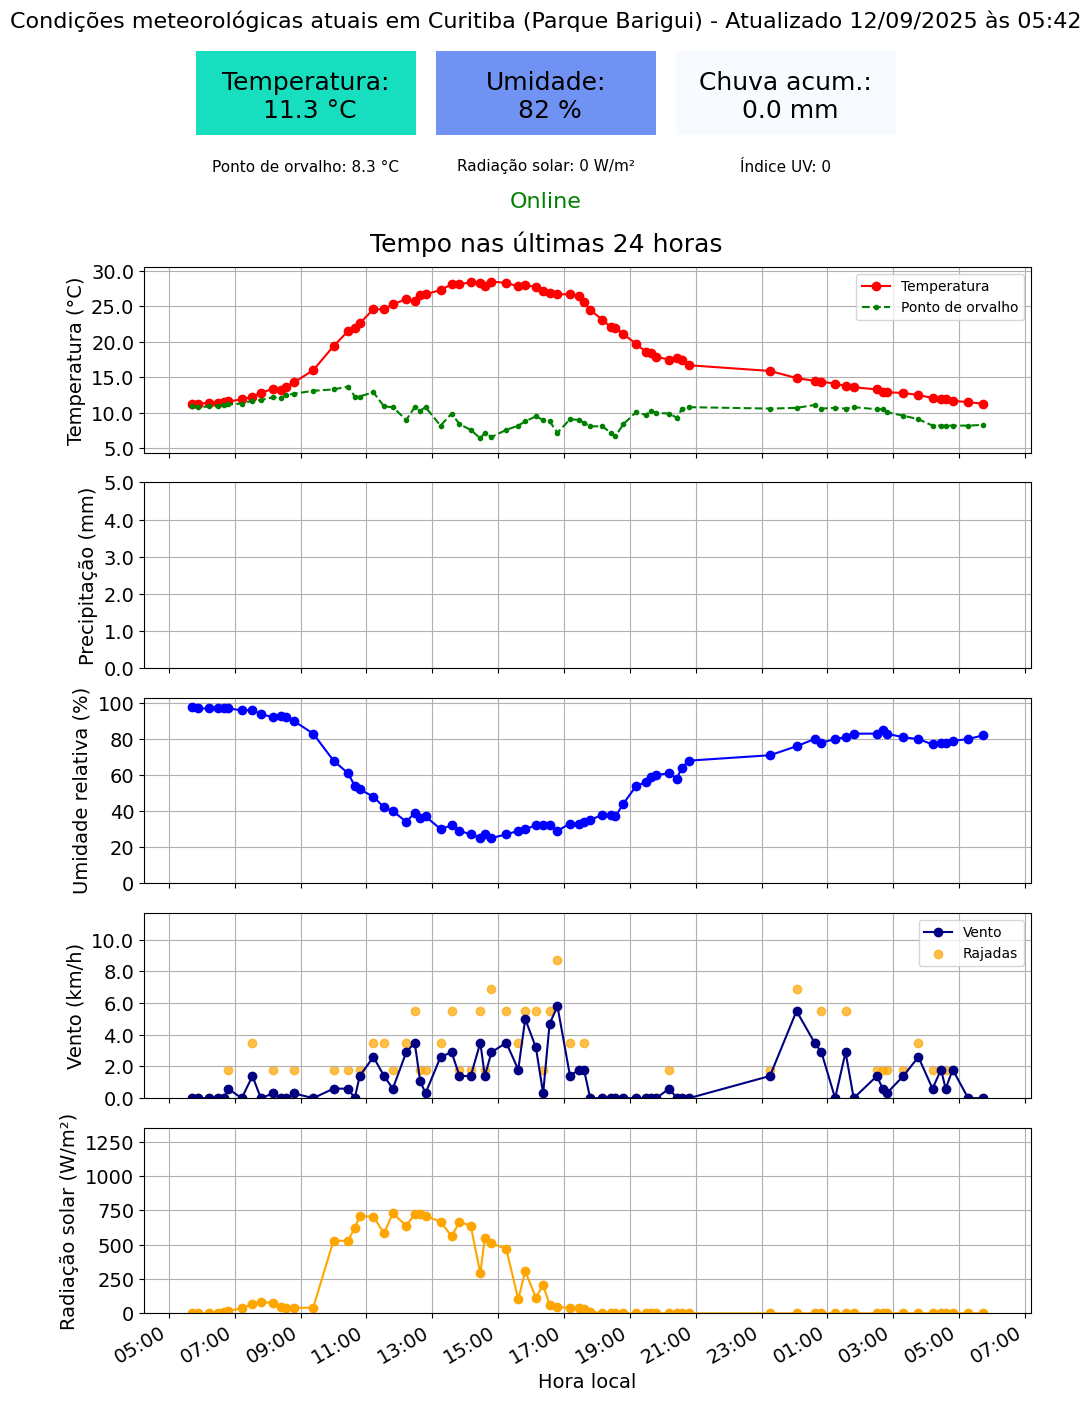 Condições meteorológicas atuais em Curitiba (Parque Barigui) - Atualizado 12/09/2025 às 05:42
Temperatura:
11.3 °C
Umidade:
82 %
Chuva acum.:
0.0 mm
Ponto de orvalho: 8.3 °C
Radiação solar: 0 W/m²
Índice UV: 0
Online
Tempo nas últimas 24 horas
Temperatura (°C)
30.0
25.0
20.0
15.0
10.0
5.0
Temperatura
Ponto de orvalho
Precipitação (mm)
5.0
4.0
3.0
2.0
1.0
0.0
Umidade relativa (%)
100
80
60
40
20
0
Vento (km/h)
10.0
8.0
6.0
4.0
2.0
0.0
Vento
Rajadas
Radiação solar (W/m²)
1250
1000
750
500
250
0
05:00
07:00
09:00
11:00
13:00
15:00
17:00
19:00
21:00
23:00
01:00
03:00
05:00
07:00
Hora local